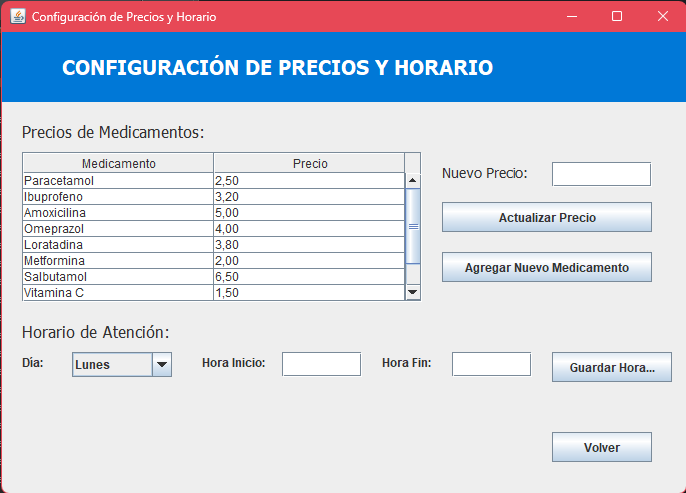 Configuración de Precios y Horario
CONFIGURACIÓN DE PRECIOS Y HORARIO
Precios de Medicamentos:
Medicamento Precio
Paracetamol 2,50
Ibuprofeno 3,20
Amoxicilina 5,00
Omeprazol 4,00
Loratadina 3,80
Metformina 2,00
Salbutamol 6,50
Vitamina C 1,50
Nuevo Precio:
Actualizar Precio
Agregar Nuevo Medicamento
Horario de Atención:
Día: Lunes Hora Inicio: Hora Fin: Guardar Hora...
Volver